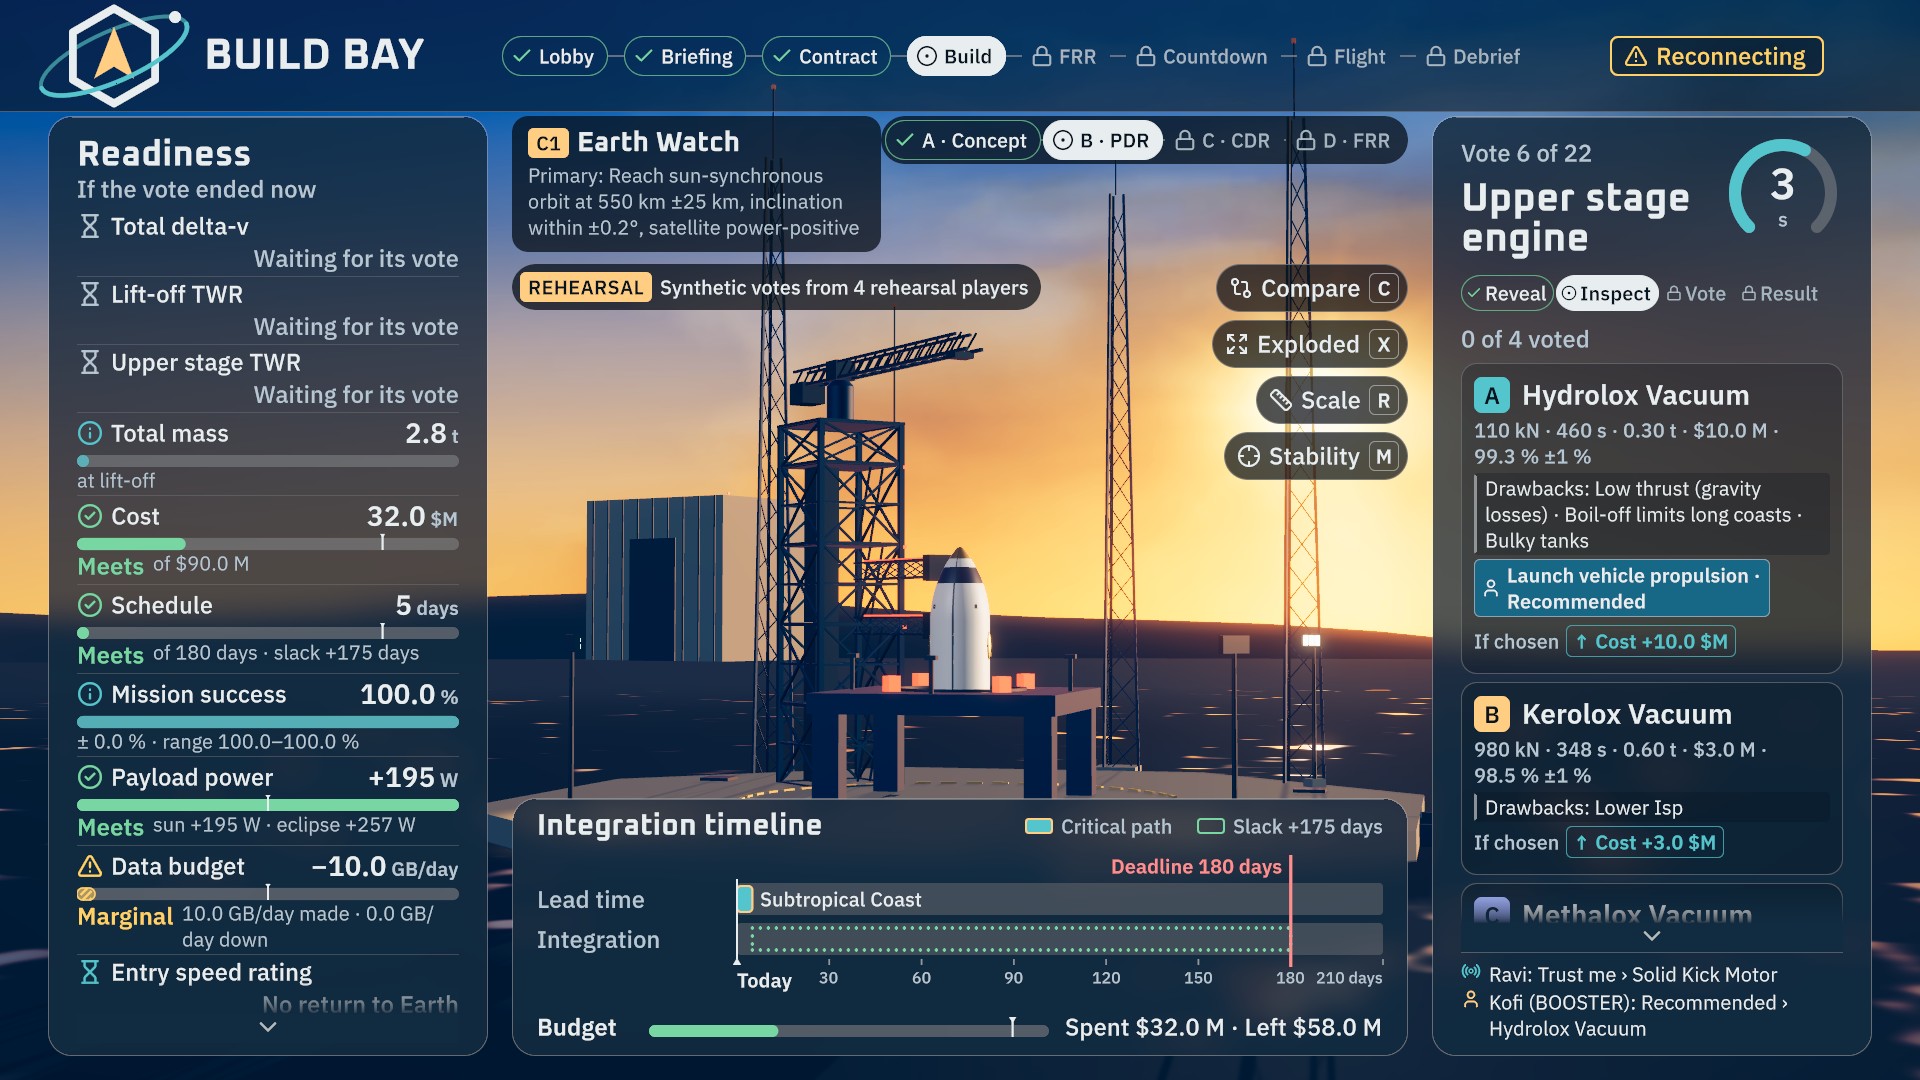 BUILD BAY
Lobby
Briefing
Contract
Build
FRR
Countdown
Flight
Debrief
Reconnecting
Readiness
If the vote ended now
Total delta-v
Waiting for its vote
Lift-off TWR
Waiting for its vote
Upper stage TWR
Waiting for its vote
Total mass 2.8 t
at lift-off
Cost 32.0 $M
Meets of $90.0 M
Schedule 5 days
Meets of 180 days · slack +175 days
Mission success 100.0 %
± 0.0 % · range 100.0–100.0 %
Payload power +195 W
Meets sun +195 W · eclipse +257 W
Data budget −10.0 GB/day
Marginal 10.0 GB/day made · 0.0 GB/
day down
Entry speed rating
No return to Earth
C1 Earth Watch
Primary: Reach sun-synchronous
orbit at 550 km ±25 km, inclination
within ±0.2°, satellite power-positive
A · Concept
B · PDR
C · CDR
D · FRR
REHEARSAL Synthetic votes from 4 rehearsal players
Compare C
Exploded X
Scale R
Stability M
Integration timeline
Critical path
Slack +175 days
Deadline 180 days
Lead time
Subtropical Coast
Integration
Today 30 60 90 120 150 180 210 days
Budget
Spent $32.0 M · Left $58.0 M
Vote 6 of 22
Upper stage
engine
3
s
Reveal
Inspect
Vote
Result
0 of 4 voted
A Hydrolox Vacuum
110 kN · 460 s · 0.30 t · $10.0 M ·
99.3 % ±1 %
Drawbacks: Low thrust (gravity
losses) · Boil-off limits long coasts ·
Bulky tanks
Launch vehicle propulsion ·
Recommended
If chosen ↑ Cost +10.0 $M
B Kerolox Vacuum
980 kN · 348 s · 0.60 t · $3.0 M ·
98.5 % ±1 %
Drawbacks: Lower Isp
If chosen ↑ Cost +3.0 $M
C Methalox Vacuum
Ravi: Trust me › Solid Kick Motor
Kofi (BOOSTER): Recommended ›
Hydrolox Vacuum